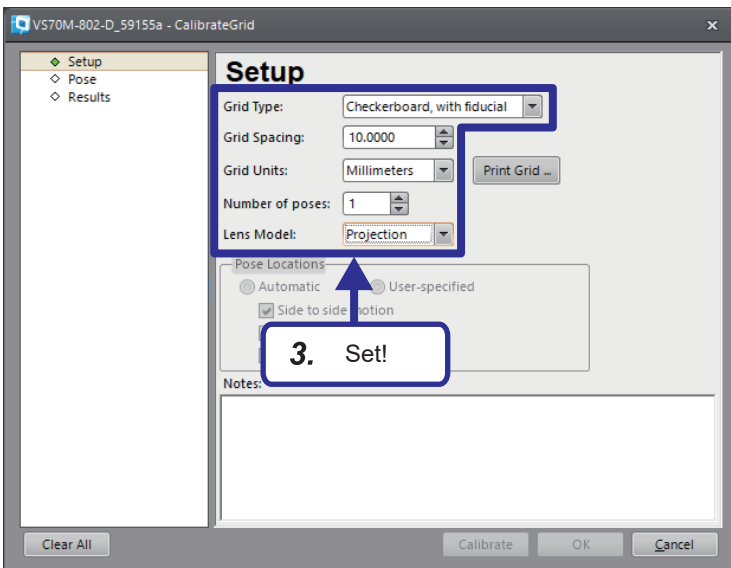 VS70M-802-D_59155a - CalibrateGrid
Setup
Pose
Results
Setup
Grid Type: Checkerboard, with fiducial
Grid Spacing: 10.0000
Grid Units: Millimeters Print Grid ...
Number of poses: 1
Lens Model: Projection
Pose Locations
Automatic User-specified
Side to side motion
3. Set!
Notes:
Clear All Calibrate OK Cancel